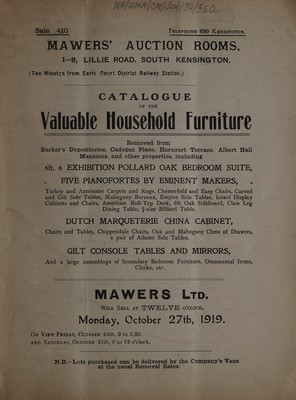 WA/HMM/CM/Sal/30/360
Sale 410
TELEPHONE 830 KENSINGTON.
MAWERS' AUCTION ROOMS,
1—9, LILLIE ROAD, SOUTH KENSINGTON.
(Two Minutes from Earls Court District Railway Station.)
CATALOGUE
OF THE
Valuable Household Furniture
Removed from
Barker's Depositories, Cadogan Place, Harcourt Terrace, Albert Hall
Mansions, and other properties, including
6ft. 6 EXHIBITION POLLARD OAK BEDROOM SUITE,
FIVE PIANOFORTES BY EMINENT MAKERS,
Turkey and Axminster Carpets and Rugs, Chesterfield and Easy Chairs, Carved
and Gilt Side Tables, Mahogany Bureaux, Empire Side Tables, Inlaid Display
Cabinets and Chairs, American Roll-Top Desk, 6ft. Oak Sideboard, Claw Leg
Dining Table, ¾-size Billiard Table,
DUTCH MARQUETERIE CHINA CABINET,
Chairs and Tables, Chippendale Chairs, Oak and Mahogany Chest of Drawers,
a pair of Adams Side Tables.
GILT CONSOLE TABLES AND MIRRORS,
And a large assemblage of Secondary Bedroom Furniture, Ornamental Items,
Clocks, etc.
MAWERS LTD.
WILL SELL AT TWELVE O'CLOCK,
Monday, October 27th, 1919.
ON VIEW FRIDAY, OCTOBER 24th, 9 to 5.30,
AND SATURDAY, OCTOBER 25th, 9 to 12 o'clock.
N.B.—Lots purchased can be delivered by the Company's Vans
at the usual Removal Rates.